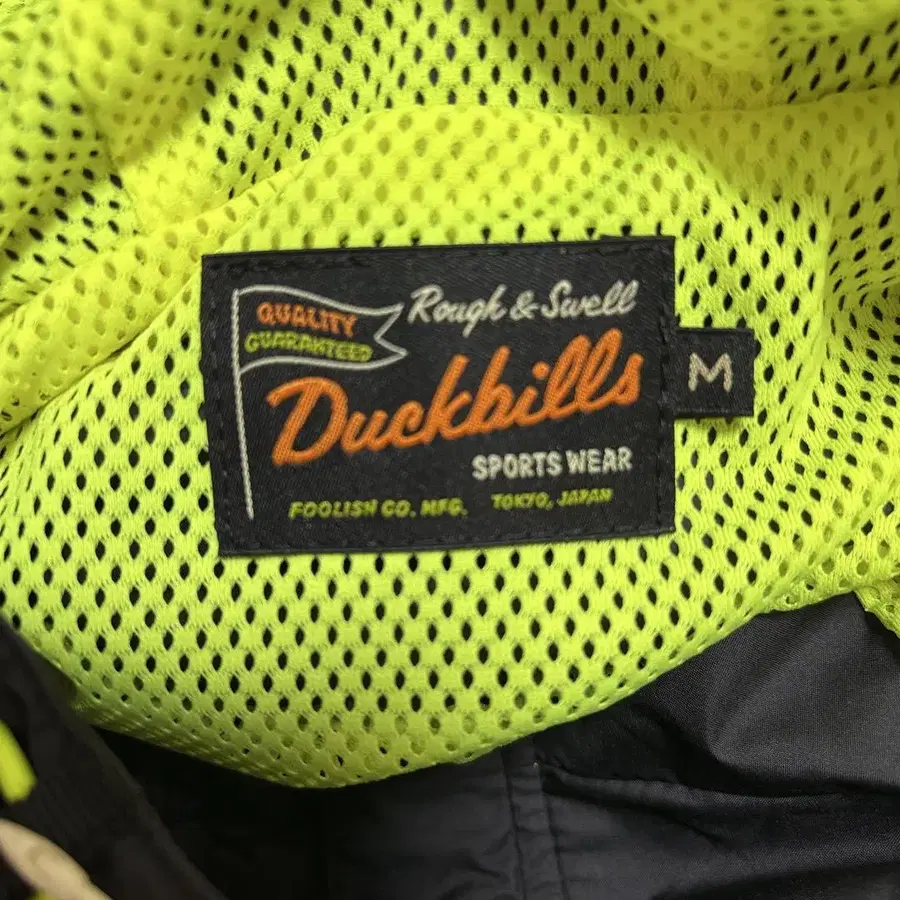 QUALITY
GUARANTEED
Rough & Swell
Duckbills
SPORTS WEAR
FOOLISH CO. MFG. TOKYO, JAPAN
M